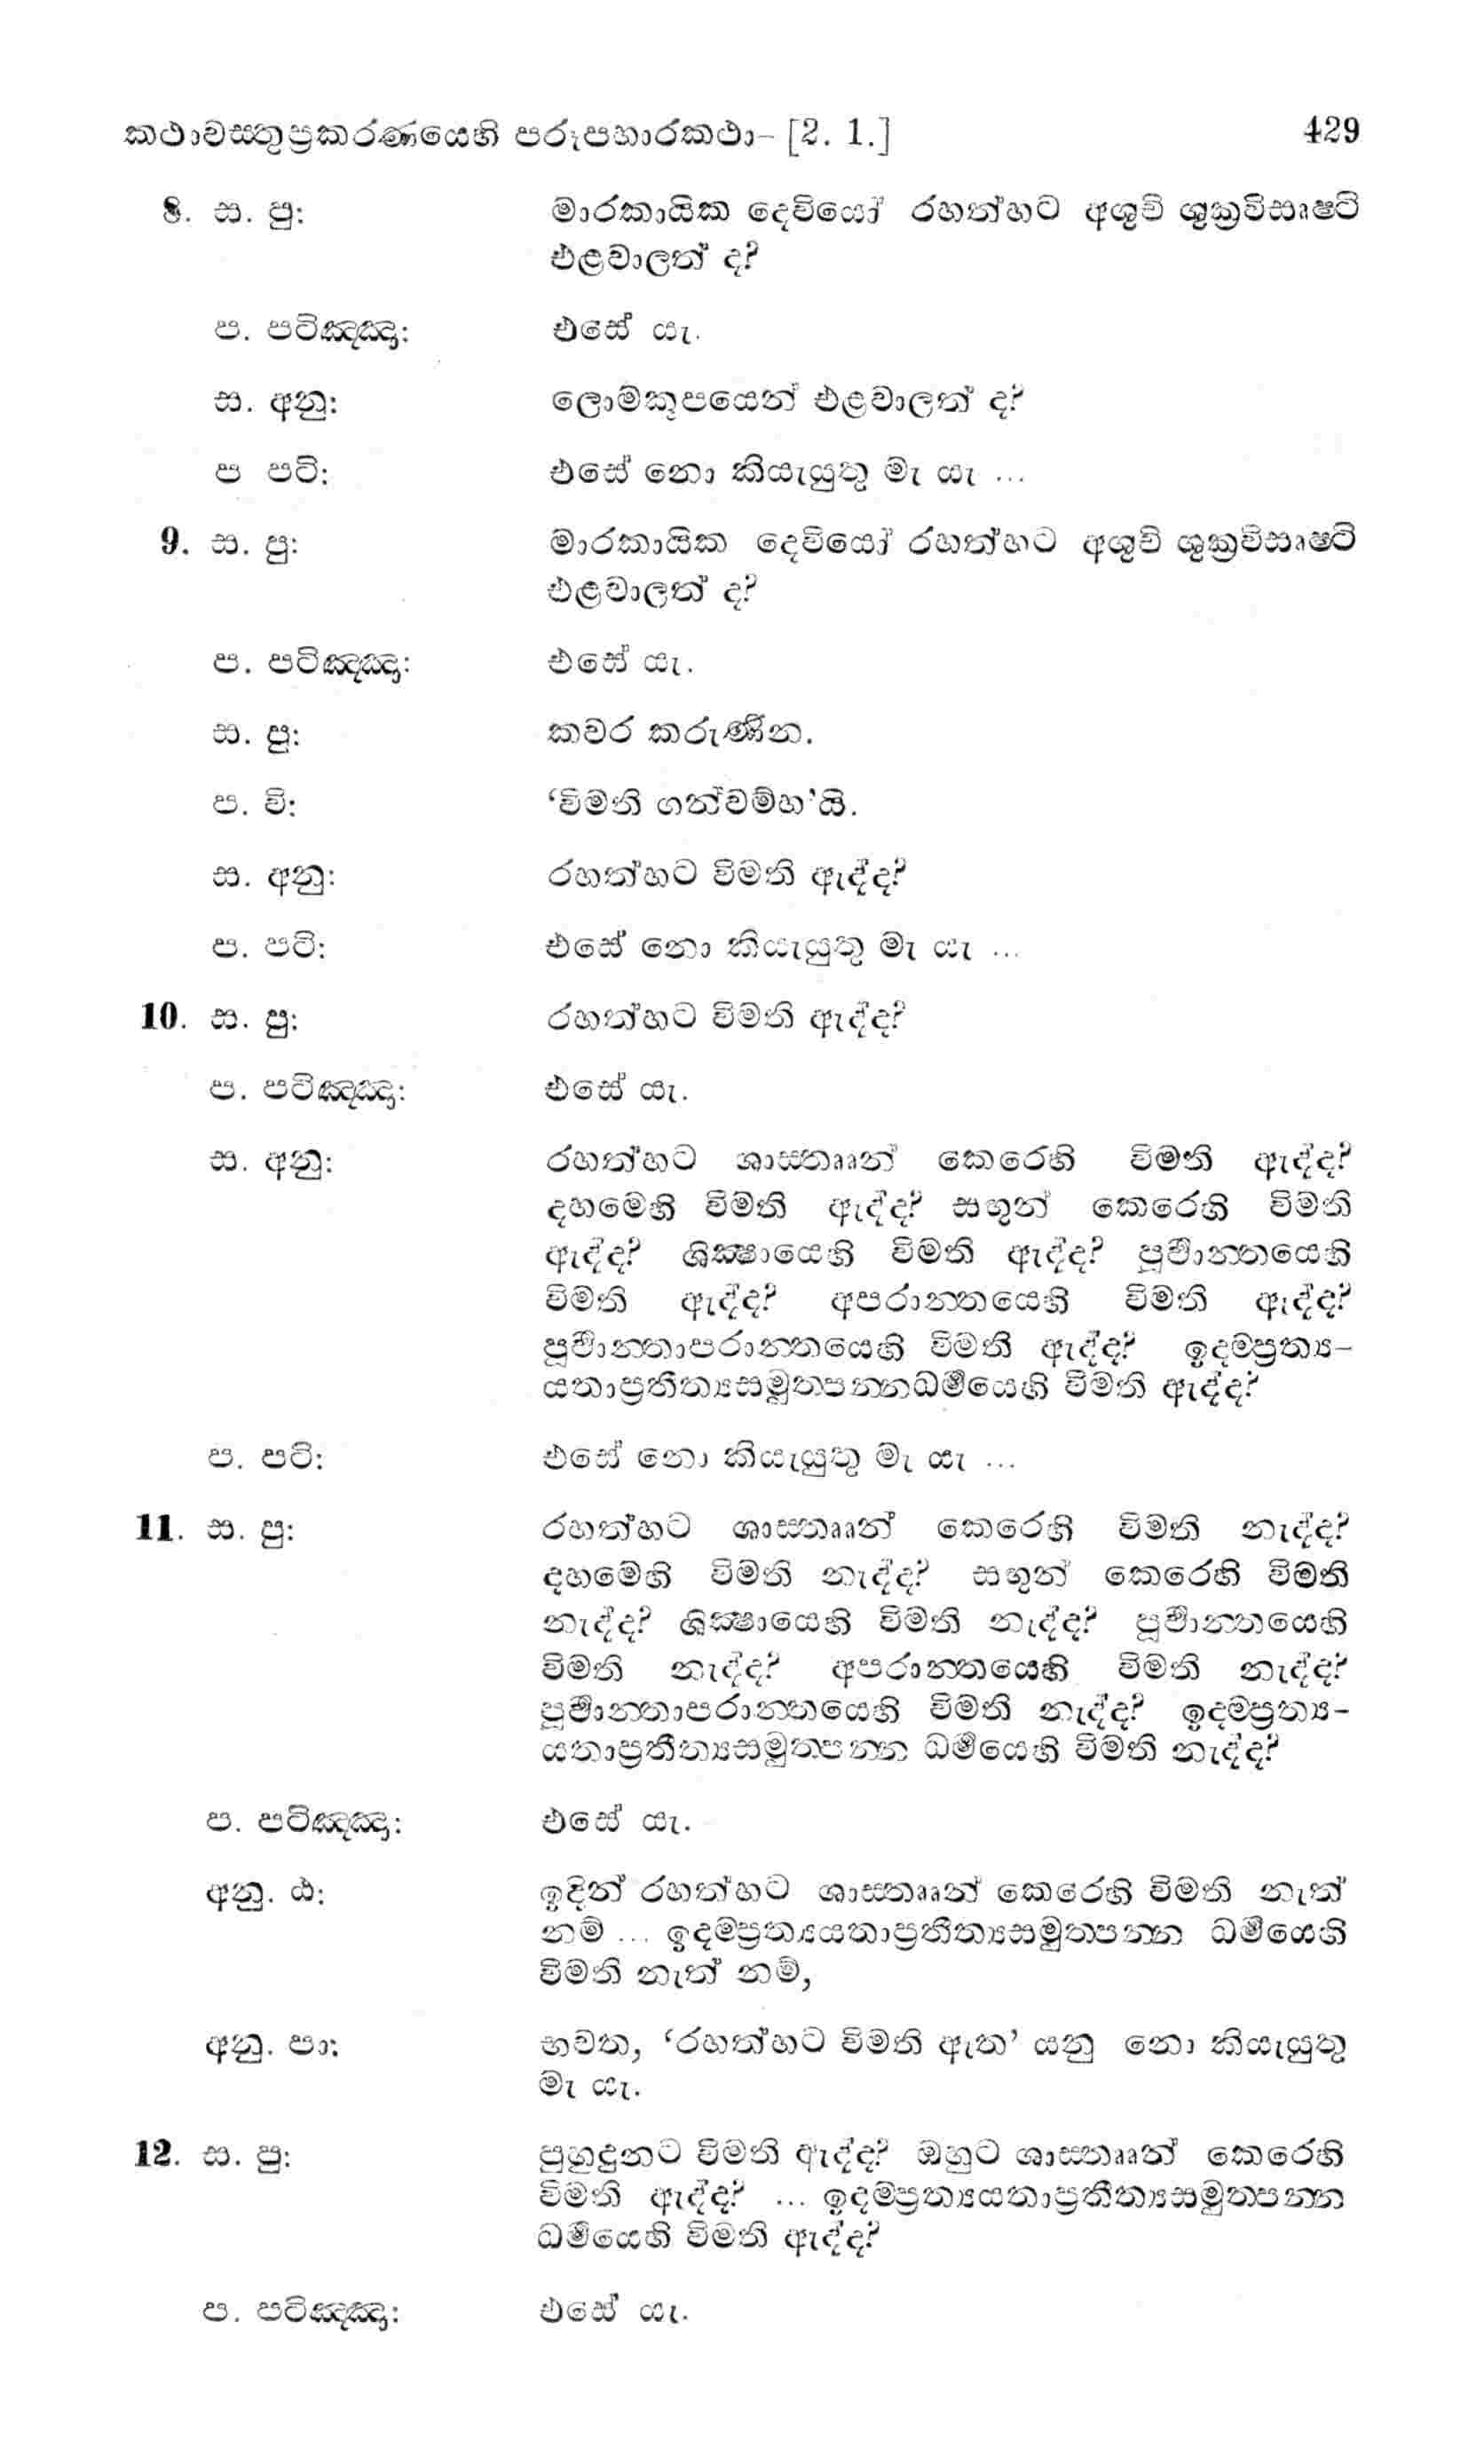 කථාවස්තුප්‍රකරණයෙහි පරූපහාරකථා– [2. 1.] 429
8. ස. පු: මාරකායික දෙවියෝ රහත්හට අශුචි ශුක්‍රවිසෘෂ්ටි
එළවාලත් ද?
ප. පටිඤ්ඤා: එසේ යැ.
ස. අනු: ලොමකූපයෙන් එළවාලත් ද?
ප පටි: එසේ නො කියැයුතු මැ යැ ...
9. ස. පු: මාරකායික දෙවියෝ රහත්හට අශුචි ශුක්‍රවිසෘෂ්ටි
එළවාලත් ද?
ප. පටිඤ්ඤා: එසේ යැ.
ස. පු: කවර කරුණින.
ප. වි: ‘විමති ගන්වම්හ’යි.
ස. අනු: රහත්හට විමති ඇද්ද?
ප. පටි: එසේ නො කියැයුතු මැ යැ ...
10. ස. පු: රහත්හට විමති ඇද්ද?
ප. පටිඤ්ඤා: එසේ යැ.
ස. අනු: රහත්හට ශාස්තෲන් කෙරෙහි විමති ඇද්ද?
දහමෙහි විමති ඇද්ද? සඟුන් කෙරෙහි විමති
ඇද්ද? ශික්ෂායෙහි විමති ඇද්ද? පූර්‍වාන්තයෙහි
විමති ඇද්ද? අපරාන්තයෙහි විමති ඇද්ද?
පූර්‍වාන්තාපරාන්තයෙහි විමති ඇද්ද? ඉදම්ප්‍රත්‍ය-
යතාප්‍රතීත්‍යසමුත්පන්නධර්‍මයෙහි විමති ඇද්ද?
ප. පටි: එසේ නො කියැයුතු මැ යැ ...
11. ස. පු: රහත්හට ශාස්තෲන් කෙරෙහි විමති නැද්ද?
දහමෙහි විමති නැද්ද? සඟුන් කෙරෙහි විමති
නැද්ද? ශික්ෂායෙහි විමති නැද්ද? පූර්‍වාන්තයෙහි
විමති නැද්ද? අපරාන්තයෙහි විමති නැද්ද?
පූර්‍වාන්තාපරාන්තයෙහි විමති නැද්ද? ඉදම්ප්‍රත්‍ය-
යතාප්‍රතීත්‍යසමුත්පන්න ධර්‍මයෙහි විමති නැද්ද?
ප. පටිඤ්ඤා: එසේ යැ.
අනු. ඨ: ඉදින් රහත්හට ශාස්තෲන් කෙරෙහි විමති නැත්
නම් ... ඉදම්ප්‍රත්‍යයතාප්‍රතීත්‍යසමුත්පන්න ධර්‍මයෙහි
විමති නැත් නම්,
අනු. පා: භවත, ‘රහත්හට විමති ඇත’ යනු නො කියැයුතු
මැ යැ.
12. ස. පු: පුහුදුනට විමති ඇද්ද? ඔහුට ශාස්තෲන් කෙරෙහි
විමති ඇද්ද? ... ඉදම්ප්‍රත්‍යයතාප්‍රතීත්‍යසමුත්පන්න
ධර්‍මයෙහි විමති ඇද්ද?
ප. පටිඤ්ඤා: එසේ යැ.